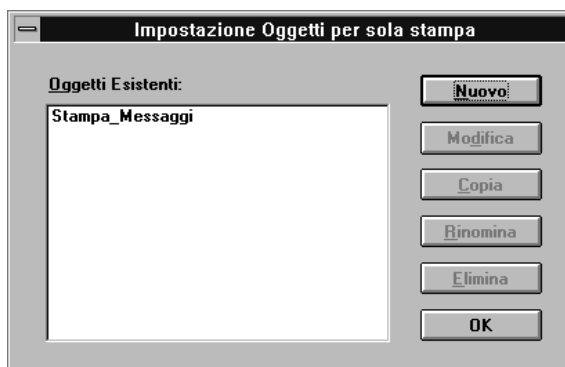 Impostazione Oggetti per sola stampa
Oggetti Esistenti:
Stampa_Messaggi
Nuovo
Modifica
Copia
Rinomina
Elimina
OK